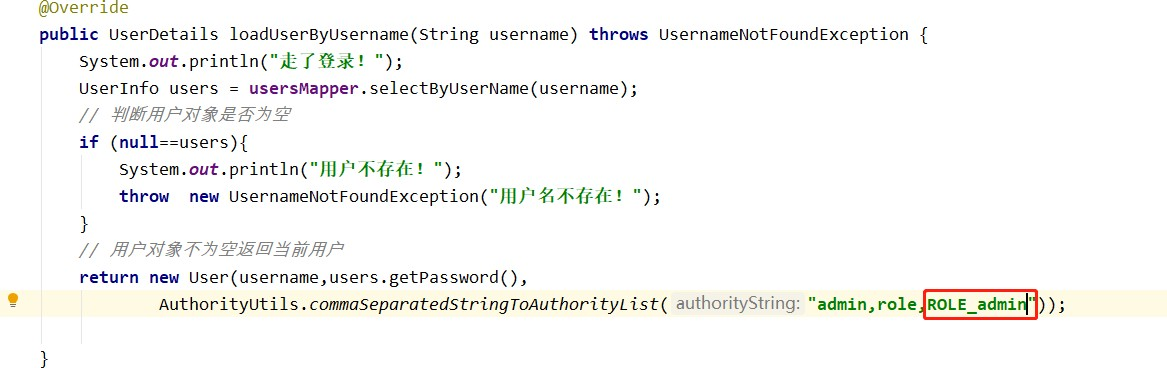 @Override
public UserDetails loadUserByUsername(String username) throws UsernameNotFoundException {
System.out.println("走了登录！");
UserInfo users = usersMapper.selectByUserName(username);
// 判断用户对象是否为空
if (null==users){
System.out.println("用户不存在！");
throw  new UsernameNotFoundException("用户名不存在！");
}
// 用户对象不为空返回当前用户
return new User(username,users.getPassword(),
AuthorityUtils.commaSeparatedStringToAuthorityList( authorityString: "admin,role,ROLE_admin"));
}